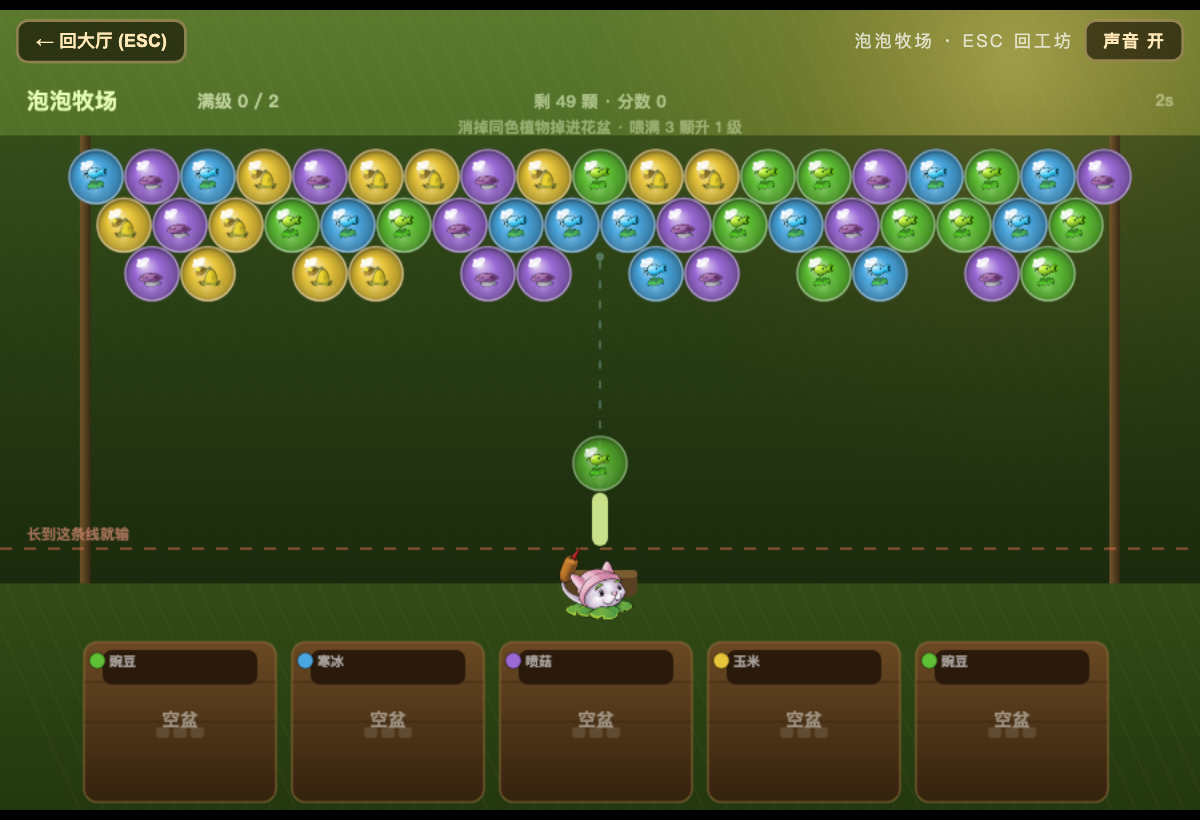 ← 回大厅 (ESC)
泡泡牧场 · ESC 回工坊
声音 开
泡泡牧场
满级 0 / 2
剩 49 颗 · 分数 0
2s
消掉同色植物掉进花盆 · 喂满 3 颗升 1 级
长到这条线就输
豌豆
寒冰
喷菇
玉米
豌豆
空盆
空盆
空盆
空盆
空盆